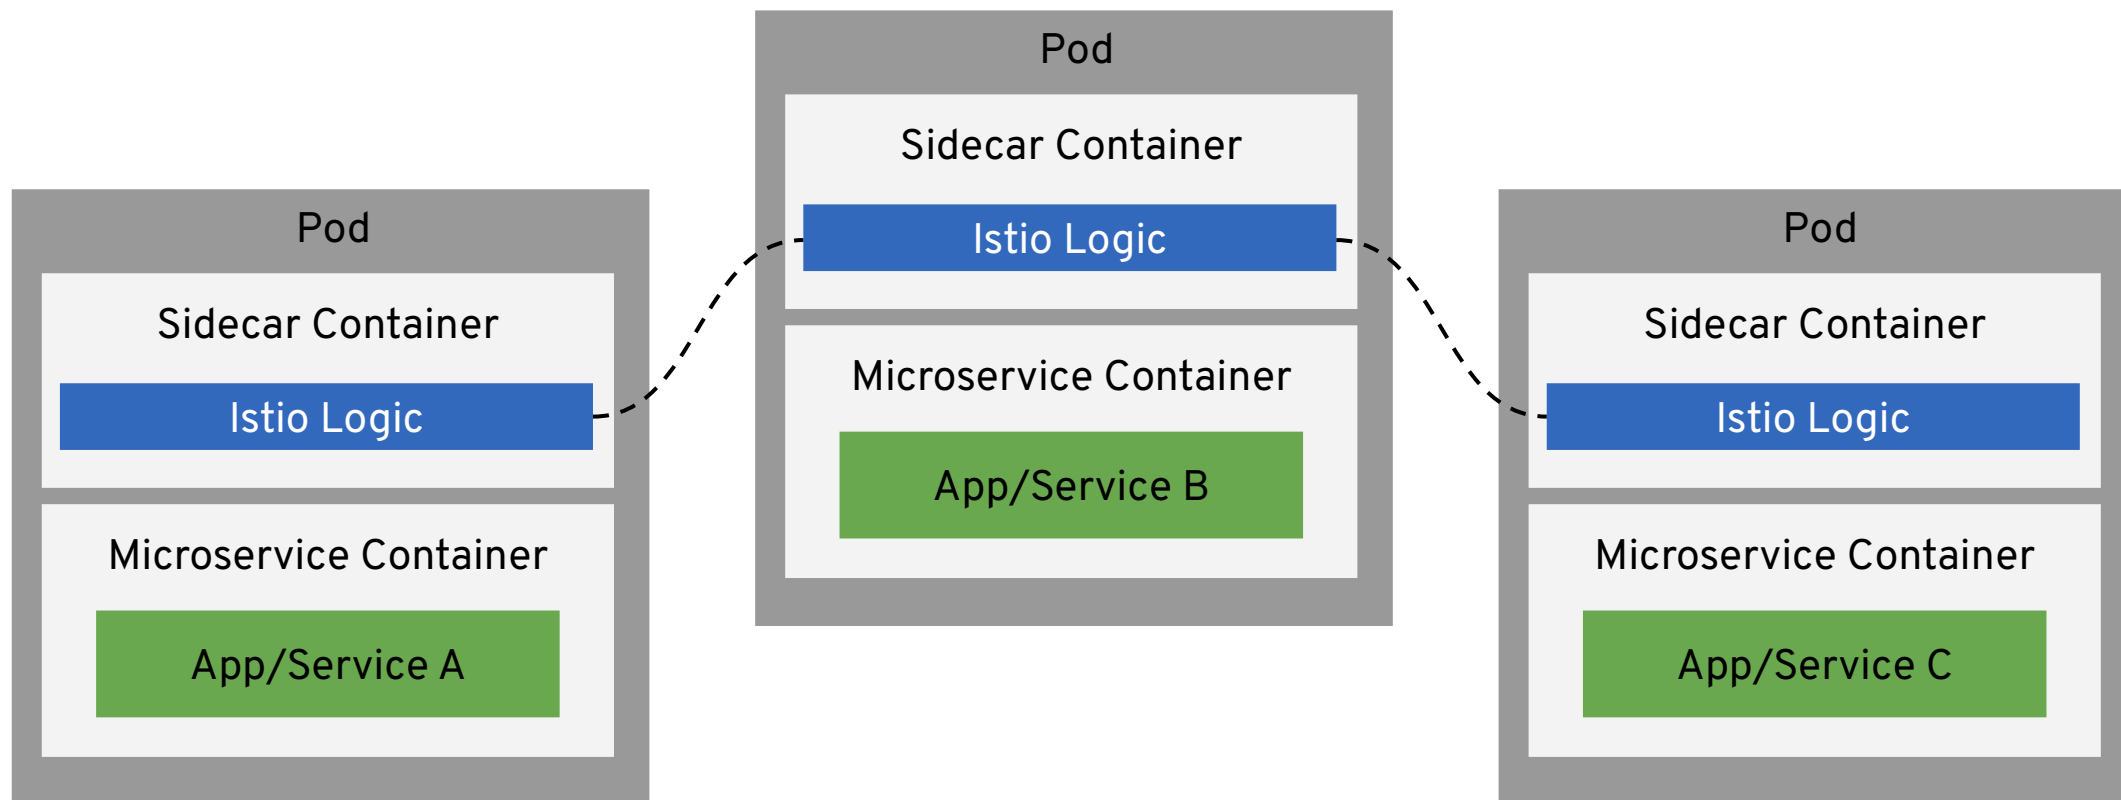 Pod
Sidecar Container
Istio Logic
Microservice Container
App/Service A
Pod
Sidecar Container
Istio Logic
Microservice Container
App/Service B
Pod
Sidecar Container
Istio Logic
Microservice Container
App/Service C